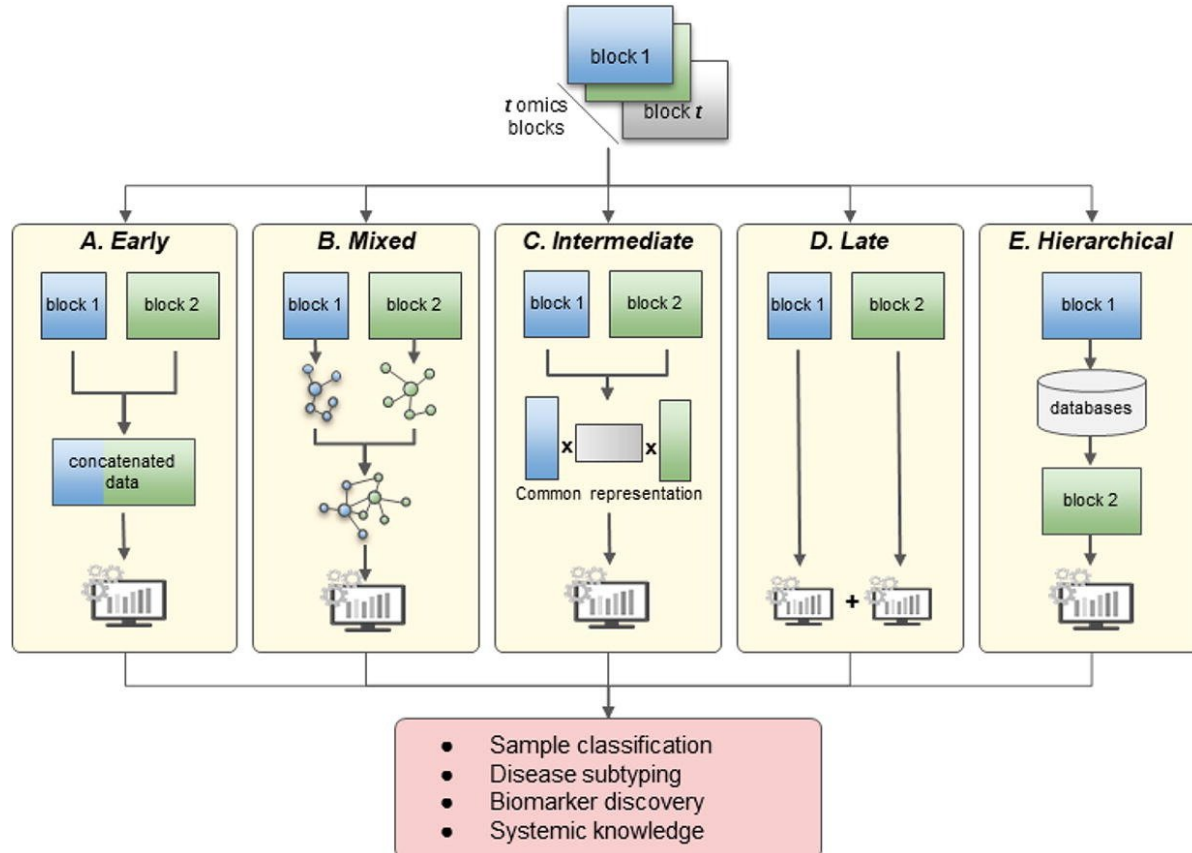 block 1
t omics
blocks
block t
A. Early
block 1
block 2
concatenated
data
B. Mixed
block 1
block 2
C. Intermediate
block 1
block 2
x
x
Common representation
D. Late
block 1
block 2
+
E. Hierarchical
block 1
databases
block 2
● Sample classification
● Disease subtyping
● Biomarker discovery
● Systemic knowledge